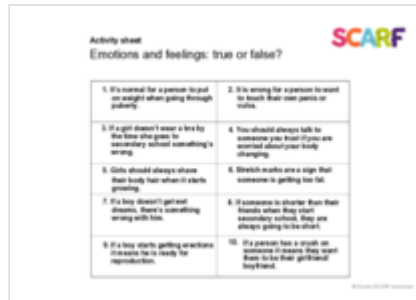 Activity sheet
SCARF
Emotions and feelings: true or false?
1. It's normal for a person to put
on weight when going through
puberty.
2. It is wrong for a person to want
to touch their own penis or
vulva.
3. If a girl doesn't wear a bra by
the time she goes to
secondary school something's
wrong.
4. You should always talk to
someone you trust if you are
worried about your body
changing.
5. Girls should always shave
their body hair when it starts
growing.
6. Stretch marks are a sign that
someone is getting too fat.
7. If a boy doesn't get wet
dreams, there's something
wrong with him.
8. If someone is shorter than their
friends when they start
secondary school, they are
always going to be short.
9. If a boy starts getting erections
it means he is ready for
reproduction.
10. If a person has a crush on
someone it means they want
them to be their girlfriend/
boyfriend.